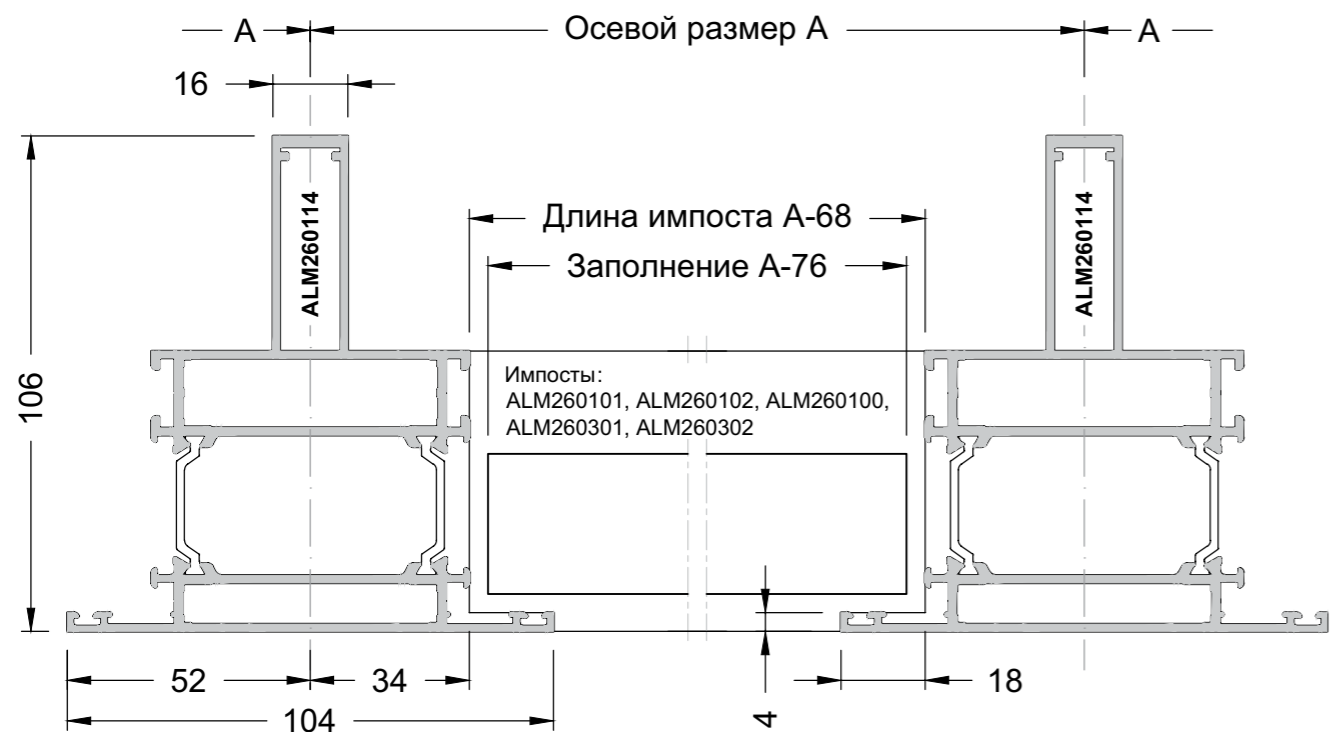 A
Осевой размер A
A
16
ALM260114
ALM260114
Длина импоста A-68
Заполнение A-76
106
Импосты:
ALM260101, ALM260102, ALM260100,
ALM260301, ALM260302
52
34
18
104
4